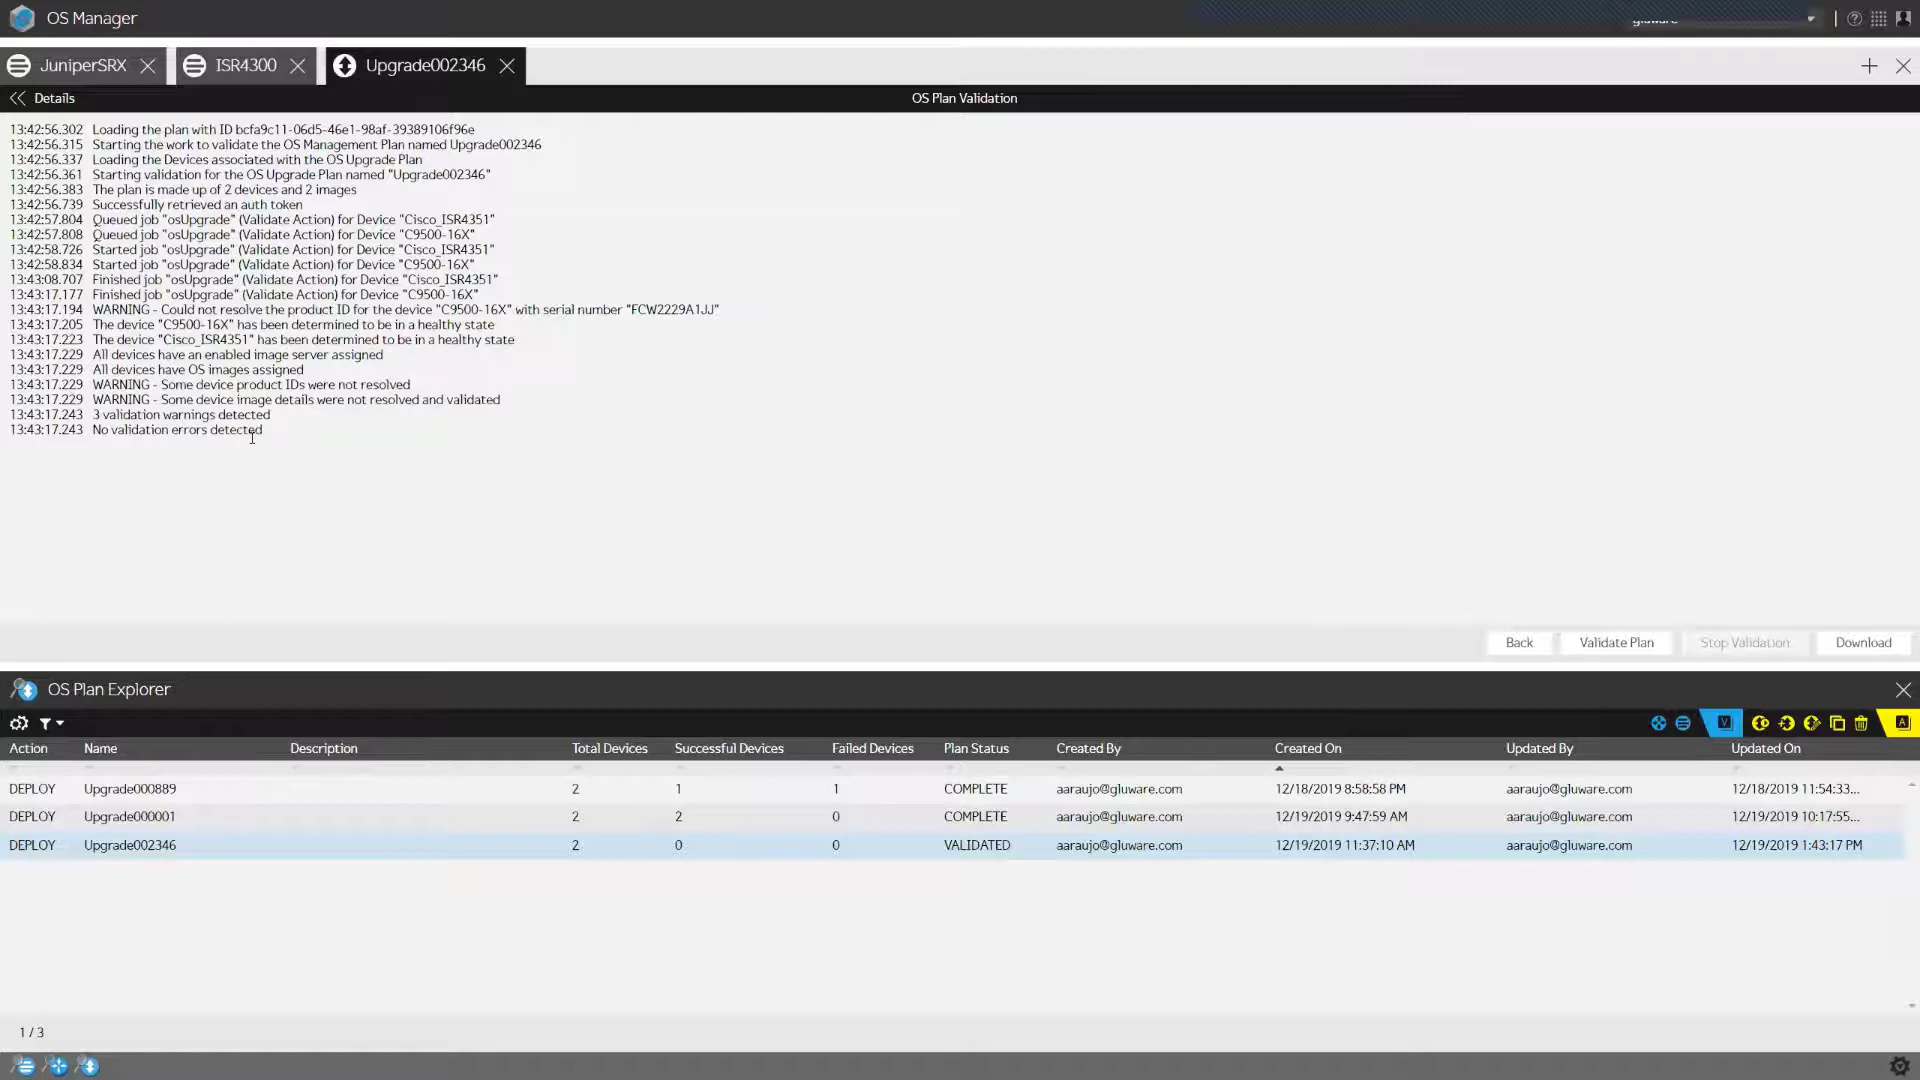 OS Manager
gluware
JuniperSRX
ISR4300
Upgrade002346
Details
OS Plan Validation
13:42:56.302 Loading the plan with ID bcfa9c11-06d5-46e1-98af-39389106f96e
13:42:56.315 Starting the work to validate the OS Management Plan named Upgrade002346
13:42:56.337 Loading the Devices associated with the OS Upgrade Plan
13:42:56.361 Starting validation for the OS Upgrade Plan named "Upgrade002346"
13:42:56.383 The plan is made up of 2 devices and 2 images
13:42:56.739 Successfully retrieved an auth token
13:42:57.804 Queued job "osUpgrade" (Validate Action) for Device "Cisco_ISR4351"
13:42:57.808 Queued job "osUpgrade" (Validate Action) for Device "C9500-16X"
13:42:58.726 Started job "osUpgrade" (Validate Action) for Device "Cisco_ISR4351"
13:42:58.834 Started job "osUpgrade" (Validate Action) for Device "C9500-16X"
13:43:08.707 Finished job "osUpgrade" (Validate Action) for Device "Cisco_ISR4351"
13:43:17.177 Finished job "osUpgrade" (Validate Action) for Device "C9500-16X"
13:43:17.194 WARNING - Could not resolve the product ID for the device "C9500-16X" with serial number "FCW2229A1JJ"
13:43:17.205 The device "C9500-16X" has been determined to be in a healthy state
13:43:17.223 The device "Cisco_ISR4351" has been determined to be in a healthy state
13:43:17.229 All devices have an enabled image server assigned
13:43:17.229 All devices have OS images assigned
13:43:17.229 WARNING - Some device product IDs were not resolved
13:43:17.229 WARNING - Some device image details were not resolved and validated
13:43:17.243 3 validation warnings detected
13:43:17.243 No validation errors detected
Back Validate Plan Stop Validation Download
OS Plan Explorer
V A
Action Name Description Total Devices Successful Devices Failed Devices Plan Status Created By Created On Updated By Updated On
DEPLOY Upgrade000889 2 1 1 COMPLETE aaraujo@gluware.com 12/18/2019 8:58:58 PM aaraujo@gluware.com 12/18/2019 11:54:33...
DEPLOY Upgrade000001 2 2 0 COMPLETE aaraujo@gluware.com 12/19/2019 9:47:59 AM aaraujo@gluware.com 12/19/2019 10:17:55...
DEPLOY Upgrade002346 2 0 0 VALIDATED aaraujo@gluware.com 12/19/2019 11:37:10 AM aaraujo@gluware.com 12/19/2019 1:43:17 PM
1 / 3